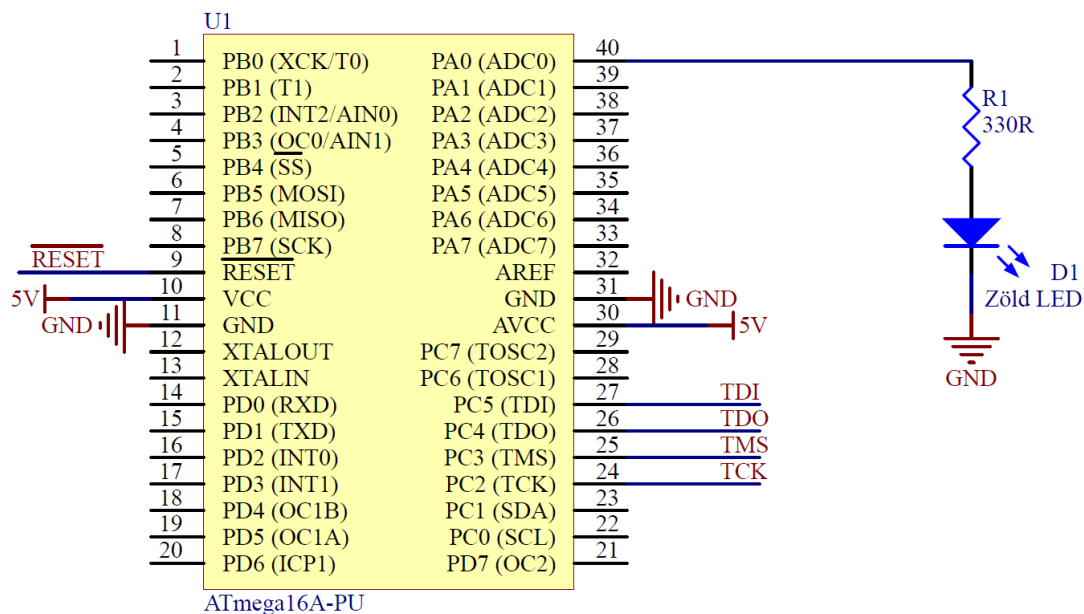 U1
1 PB0 (XCK/T0) PA0 (ADC0) 40
2 PB1 (T1) PA1 (ADC1) 39
3 PB2 (INT2/AIN0) PA2 (ADC2) 38
4 PB3 (OC0/AIN1) PA3 (ADC3) 37
5 PB4 (SS) PA4 (ADC4) 36
6 PB5 (MOSI) PA5 (ADC5) 35
7 PB6 (MISO) PA6 (ADC6) 34
8 PB7 (SCK) PA7 (ADC7) 33
RESET 9 RESET AREF 32
5V 10 VCC GND 31 GND
GND 11 GND AVCC 30 5V
12 XTALOUT PC7 (TOSC2) 29
13 XTALIN PC6 (TOSC1) 28
14 PD0 (RXD) PC5 (TDI) 27 TDI
15 PD1 (TXD) PC4 (TDO) 26 TDO
16 PD2 (INT0) PC3 (TMS) 25 TMS
17 PD3 (INT1) PC2 (TCK) 24 TCK
18 PD4 (OC1B) PC1 (SDA) 23
19 PD5 (OC1A) PC0 (SCL) 22
20 PD6 (ICP1) PD7 (OC2) 21
ATmega16A-PU
R1
330R
D1
Zöld LED
GND